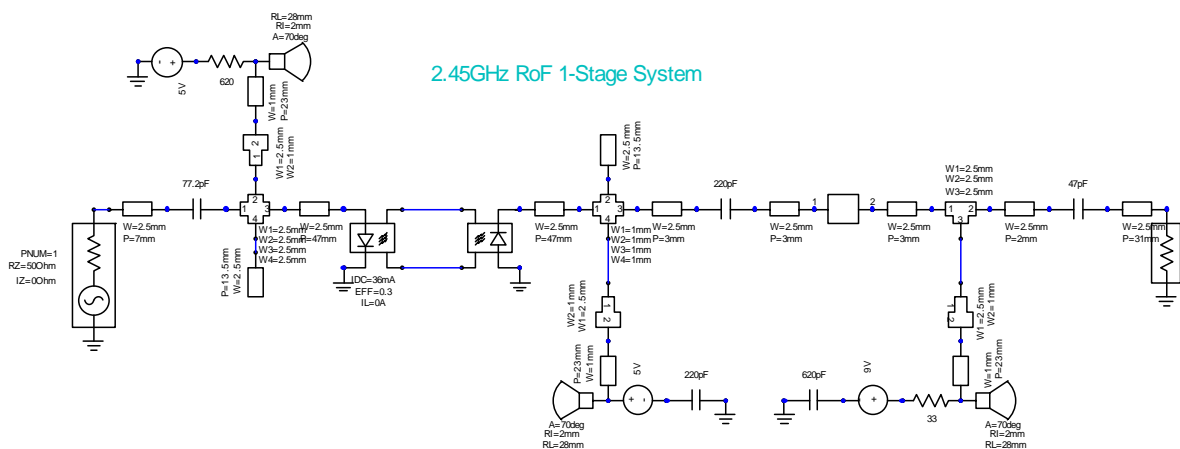 RL=28mm
RI=2mm
A=70deg
2.45GHz RoF 1-Stage System
- +
5V
620
W=1mm
P=23mm
2
1
W1=2.5mm
W2=1mm
77.2pF
1 2 3 4
W=2.5mm
P=7mm
W=2.5mm
P=47mm
W1=2.5mm
W2=2.5mm
W3=2.5mm
W4=2.5mm
P=13.5mm
W=2.5mm
PNUM=1
RZ=50Ohm
IZ=0Ohm
IDC=36mA
EFF=0.3
IL=0A
W=2.5mm
P=47mm
W=2.5mm
P=13.5mm
1 2 3 4
W1=1mm
W2=1mm
W3=1mm
W4=1mm
W=2.5mm
P=3mm
220pF
W=2.5mm
P=3mm
1 2
W=2.5mm
P=3mm
W1=2.5mm
W2=2.5mm
W3=2.5mm
1 2
3
W=2.5mm
P=2mm
47pF
W=2.5mm
P=31mm
W2=1mm
W1=2.5mm
1
2
P=23mm
W=1mm
5V
+ -
220pF
A=70deg
RI=2mm
RL=28mm
620pF
9V
+
33
1
2
W1=2.5mm
W2=1mm
W=1mm
P=23mm
A=70deg
RI=2mm
RL=28mm